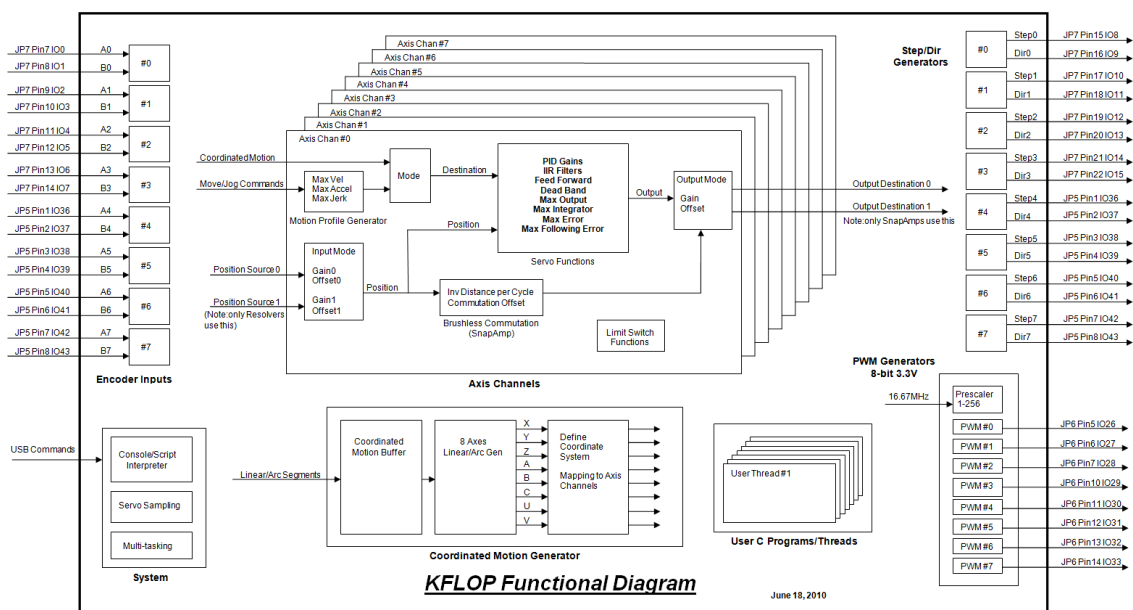 JP7 Pin7 IO0 A0
JP7 Pin8 IO1 B0
#0
JP7 Pin9 IO2 A1
JP7 Pin10 IO3 B1
#1
JP7 Pin11 IO4 A2
JP7 Pin12 IO5 B2
#2
JP7 Pin13 IO6 A3
JP7 Pin14 IO7 B3
#3
JP5 Pin1 IO36 A4
JP5 Pin2 IO37 B4
#4
JP5 Pin3 IO38 A5
JP5 Pin4 IO39 B5
#5
JP5 Pin5 IO40 A6
JP5 Pin6 IO41 B6
#6
JP5 Pin7 IO42 A7
JP5 Pin8 IO43 B7
#7
Encoder Inputs
Axis Chan #7
Axis Chan #6
Axis Chan #5
Axis Chan #4
Axis Chan #3
Axis Chan #2
Axis Chan #1
Axis Chan #0
Coordinated Motion
Move/Jog Commands
Max Vel
Max Accel
Max Jerk
Motion Profile Generator
Mode
Destination
PID Gains
IIR Filters
Feed Forward
Dead Band
Max Output
Max Integrator
Max Error
Max Following Error
Servo Functions
Output
Output Mode
Gain
Offset
Output Destination 0
Output Destination 1
Note:only SnapAmps use this
Position
Position Source 0
Position Source 1
(Note:only Resolvers
use this)
Input Mode
Gain0
Offset0
Gain1
Offset1
Position
Inv Distance per Cycle
Commutation Offset
Brushless Commutation
(SnapAmp)
Limit Switch
Functions
Axis Channels
Step/Dir
Generators
#0
Step0 JP7 Pin15 IO8
Dir0 JP7 Pin16 IO9
#1
Step1 JP7 Pin17 IO10
Dir1 JP7 Pin18 IO11
#2
Step2 JP7 Pin19 IO12
Dir2 JP7 Pin20 IO13
#3
Step3 JP7 Pin21 IO14
Dir3 JP7 Pin22 IO15
#4
Step4 JP5 Pin1 IO36
Dir4 JP5 Pin2 IO37
#5
Step5 JP5 Pin3 IO38
Dir5 JP5 Pin4 IO39
#6
Step6 JP5 Pin5 IO40
Dir6 JP5 Pin6 IO41
#7
Step7 JP5 Pin7 IO42
Dir7 JP5 Pin8 IO43
PWM Generators
8-bit 3.3V
16.67MHz
Prescaler
1-256
PWM #0 JP6 Pin5 IO26
PWM #1 JP6 Pin6 IO27
PWM #2 JP6 Pin7 IO28
PWM #3 JP6 Pin10 IO29
PWM #4 JP6 Pin11 IO30
PWM #5 JP6 Pin12 IO31
PWM #6 JP6 Pin13 IO32
PWM #7 JP6 Pin14 IO33
USB Commands
Console/Script
Interpreter
Servo Sampling
Multi-tasking
System
Linear/Arc Segments
Coordinated
Motion Buffer
8 Axes
Linear/Arc Gen
X
Y
Z
A
B
C
U
V
Define
Coordinate
System
Mapping to Axis
Channels
Coordinated Motion Generator
User Thread #1
User C Programs/Threads
KFLOP Functional Diagram
June 18, 2010